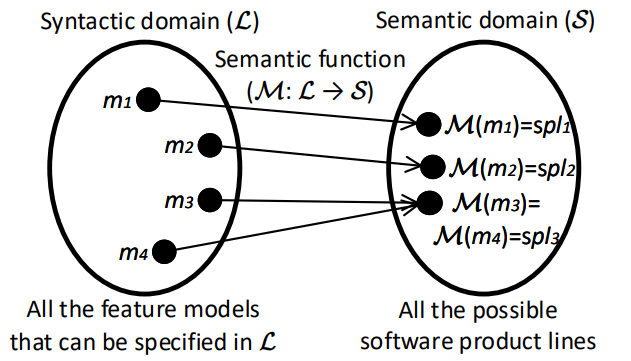 Syntactic domain (ℒ)
Semantic domain (𝒮)
Semantic function
(ℳ: ℒ → 𝒮)
m₁
m₂
m₃
m₄
ℳ(m₁)=spl₁
ℳ(m₂)=spl₂
ℳ(m₃)=
ℳ(m₄)=spl₃
All the feature models
that can be specified in ℒ
All the possible
software product lines